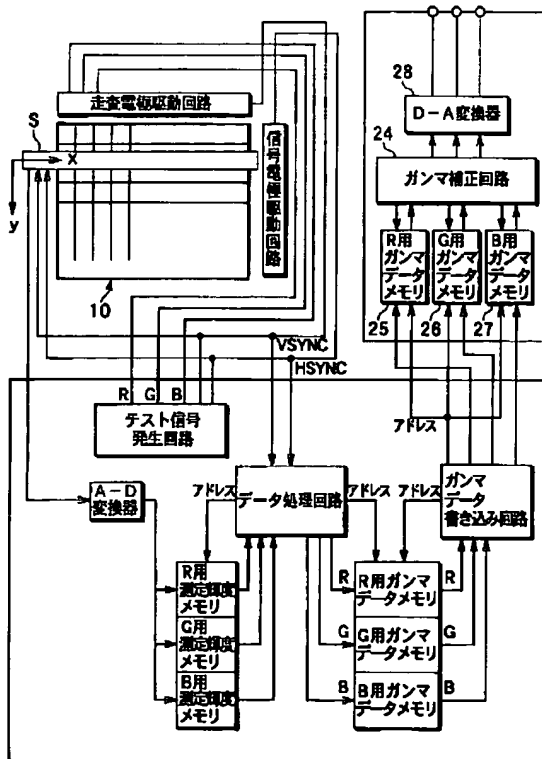 走査電極駆動回路
S
X
y
信号電極駆動回路
10
28
D-A変換器
24
ガンマ補正回路
R用
ガンマ
データ
メモリ
G用
ガンマ
データ
メモリ
B用
ガンマ
データ
メモリ
25
26
27
VSYNC
HSYNC
R
G
B
テスト信号
発生回路
アドレス
A-D
変換器
アドレス
データ処理回路
アドレス
アドレス
ガンマ
データ
書き込み回路
R用
測定輝度
メモリ
G用
測定輝度
メモリ
B用
測定輝度
メモリ
R
R用ガンマ
データメモリ
R
G
G用ガンマ
データメモリ
G
B
B用ガンマ
データメモリ
B